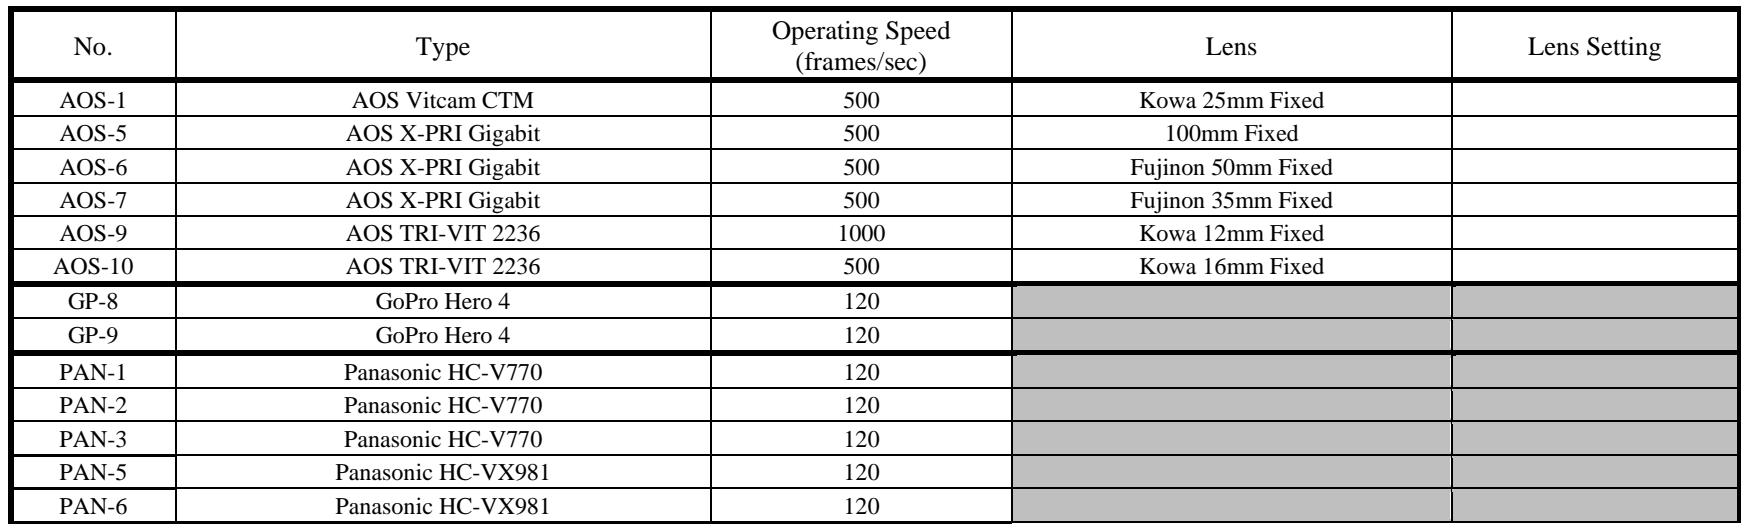 No. Type Operating Speed (frames/sec) Lens Lens Setting
AOS-1 AOS Vitcam CTM 500 Kowa 25mm Fixed
AOS-5 AOS X-PRI Gigabit 500 100mm Fixed
AOS-6 AOS X-PRI Gigabit 500 Fujinon 50mm Fixed
AOS-7 AOS X-PRI Gigabit 500 Fujinon 35mm Fixed
AOS-9 AOS TRI-VIT 2236 1000 Kowa 12mm Fixed
AOS-10 AOS TRI-VIT 2236 500 Kowa 16mm Fixed
GP-8 GoPro Hero 4 120
GP-9 GoPro Hero 4 120
PAN-1 Panasonic HC-V770 120
PAN-2 Panasonic HC-V770 120
PAN-3 Panasonic HC-V770 120
PAN-5 Panasonic HC-VX981 120
PAN-6 Panasonic HC-VX981 120